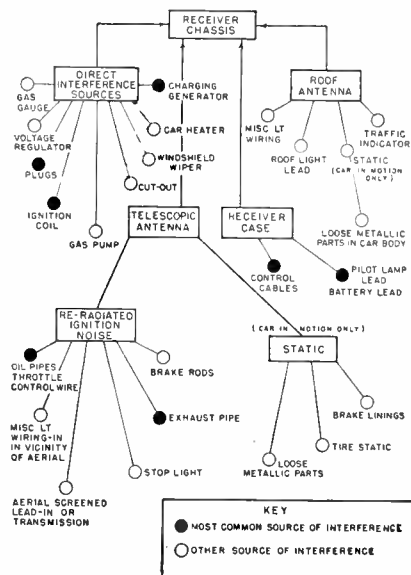 RECEIVER
CHASSIS
DIRECT
INTERFERENCE
SOURCES
ROOF
ANTENNA
GAS
GAUGE
CHARGING
GENERATOR
VOLTAGE
REGULATOR
CAR HEATER
MISC LT
WIRING
TRAFFIC
INDICATOR
PLUGS
WINDSHIELD
WIPER
ROOF LIGHT
LEAD
STATIC
(CAR IN MOTION
ONLY)
IGNITION
COIL
CUT-OUT
GAS PUMP
TELESCOPIC
ANTENNA
HECEIVER
CASE
LOOSE METALLIC
PARTS IN CAR BODY
CONTROL
CABLES
PILOT LAMP
LEAD
BATTERY LEAD
RE-RADIATED
IGNITION
NOISE
(CAR IN MOTION ONLY)
STATIC
OIL PIPES
THROTTLE
CONTROL WIRE
BRAKE RODS
MISC LT
WIRING-IN
IN VICINITY
OF AERIAL
EXHAUST PIPE
BRAKE LININGS
TIRE STATIC
STOP LIGHT
LOOSE
METALLIC PARTS
AERIAL SCREENED
LEAD-IN OR
TRANSMISSION
KEY
MOST COMMON SOURCE OF INTERFERENCE
OTHER SOURCE OF INTERFERENCE